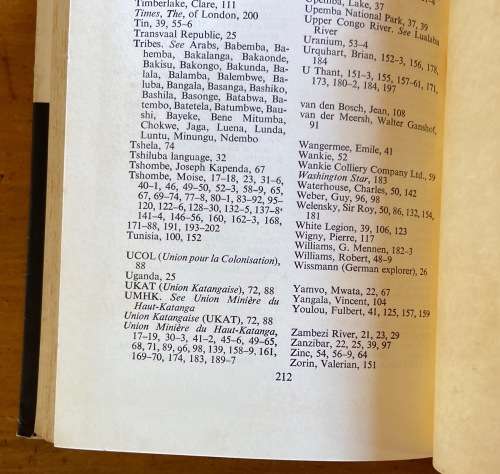 Timberlake, Clare, 111
Times, The, of London, 200
Tin, 39, 55–6
Transvaal Republic, 25
Tribes. See Arabs, Babemba, Ba-
hemba, Bakalanga, Bakaonde,
Bakisu, Bakongo, Bakunda, Ba-
lala, Balamba, Balembwe, Ba-
luba, Bangala, Basanga, Bashiko,
Bashila, Basonge, Batabwa, Ba-
tembo, Batetela, Batumbwe, Bau-
shi, Bayeke, Bene Mitumba,
Chokwe, Jaga, Luena, Lunda,
Luntu, Minungu, Ndembo
Tshela, 74
Tshiluba language, 32
Tshombe, Joseph Kapenda, 67
Tshombe, Moise, 17–18, 23, 31–6,
40–1, 46, 49–50, 52–3, 58–9, 65,
67, 69–74, 77–8, 80–1, 83–92, 95–
120, 122–6, 128–30, 132–5, 137–8,
141–4, 146–56, 160, 162–3, 168,
171–88, 191, 193–202
Tunisia, 100, 152
UCOL (Union pour la Colonisation),
88
Uganda, 25
UKAT (Union Katangaise), 72, 88
UMHK. See Union Minière du
Haut-Katanga
Union Katangaise (UKAT), 72, 88
Union Minière du Haut-Katanga,
17–19, 30–3, 41–2, 45–6, 49–65,
68, 71, 89, 96, 98, 139, 158–9, 161,
169–70, 174, 183, 189–7
Upemba, Lake, 37
Upemba National Park, 37, 39
Upper Congo River. See Lualaba
River
Uranium, 53–4
Urquhart, Brian, 152–3, 156, 178,
184
U Thant, 151–3, 155, 157–61, 171,
173, 180–2, 184, 197
van den Bosch, Jean, 108
van der Meersh, Walter Ganshof,
91
Wangermee, Emile, 41
Wankie, 52
Wankie Colliery Company Ltd., 59
Washington Star, 183
Waterhouse, Charles, 50, 142
Weber, Guy, 96, 98
Welensky, Sir Roy, 50, 86, 132, 154,
181
White Legion, 39, 106, 123
Wigny, Pierre, 117
Williams, G. Mennen, 182–3
Williams, Robert, 48–9
Wissmann (German explorer), 26
Yamvo, Mwata, 22, 67
Yangala, Vincent, 104
Youlou, Fulbert, 41, 125, 157, 159
Zambezi River, 21, 23, 29
Zanzibar, 22, 25, 39, 97
Zinc, 54, 56–9, 64
Zorin, Valerian, 151
212